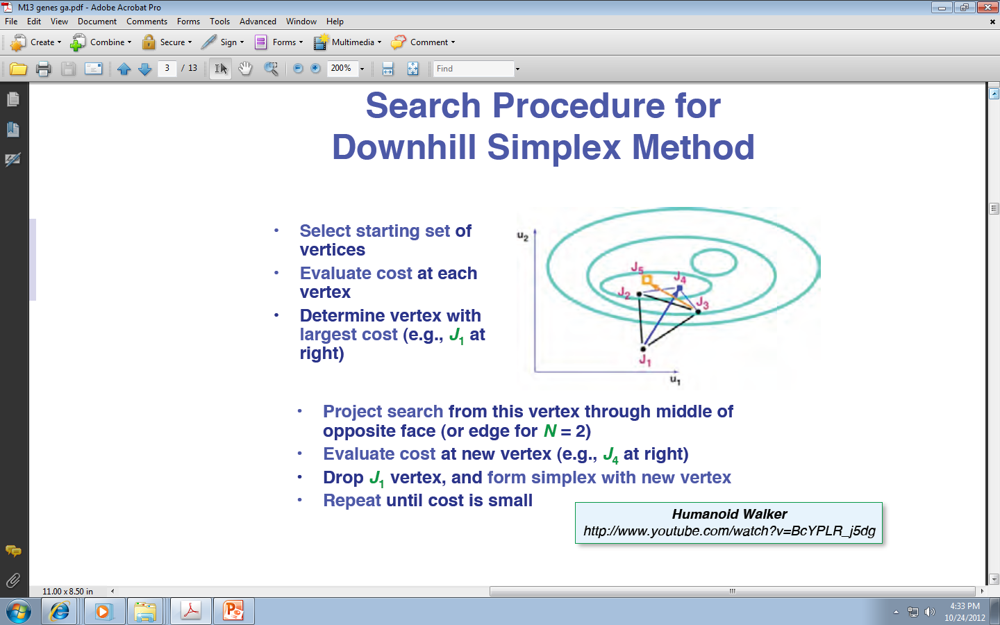 M13 genes ga.pdf - Adobe Acrobat Pro
File Edit View Document Comments Forms Tools Advanced Window Help
Create Combine Secure Sign Forms Multimedia Comment
3 / 13 200% Find
Search Procedure for
Downhill Simplex Method
• Select starting set of
vertices
• Evaluate cost at each
vertex
• Determine vertex with
largest cost (e.g., J1 at
right)
u2
J5
J4
J2
J3
J1
u1
• Project search from this vertex through middle of
opposite face (or edge for N = 2)
• Evaluate cost at new vertex (e.g., J4 at right)
• Drop J1 vertex, and form simplex with new vertex
• Repeat until cost is small
Humanoid Walker
http://www.youtube.com/watch?v=BcYPLR_j5dg
11.00 x 8.50 in
4:33 PM
10/24/2012